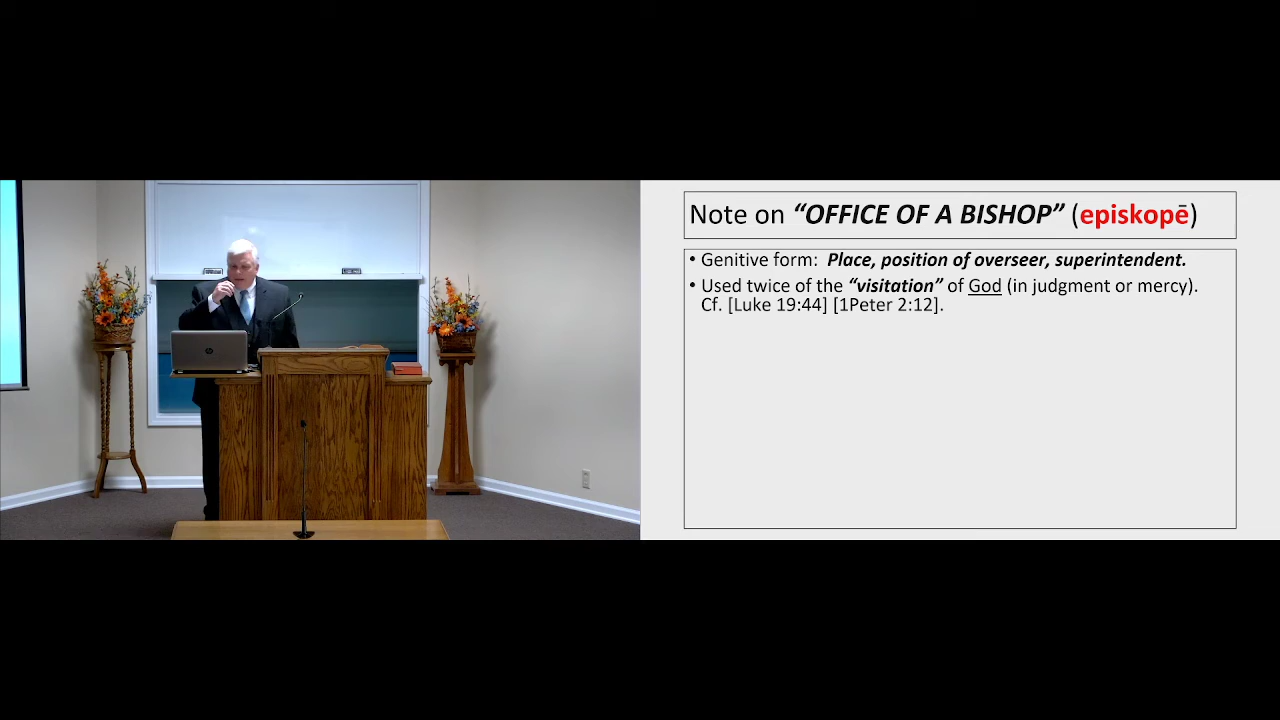 Note on “OFFICE OF A BISHOP” (episkopē)
• Genitive form:  Place, position of overseer, superintendent.
• Used twice of the “visitation” of God (in judgment or mercy).
Cf. [Luke 19:44] [1Peter 2:12].